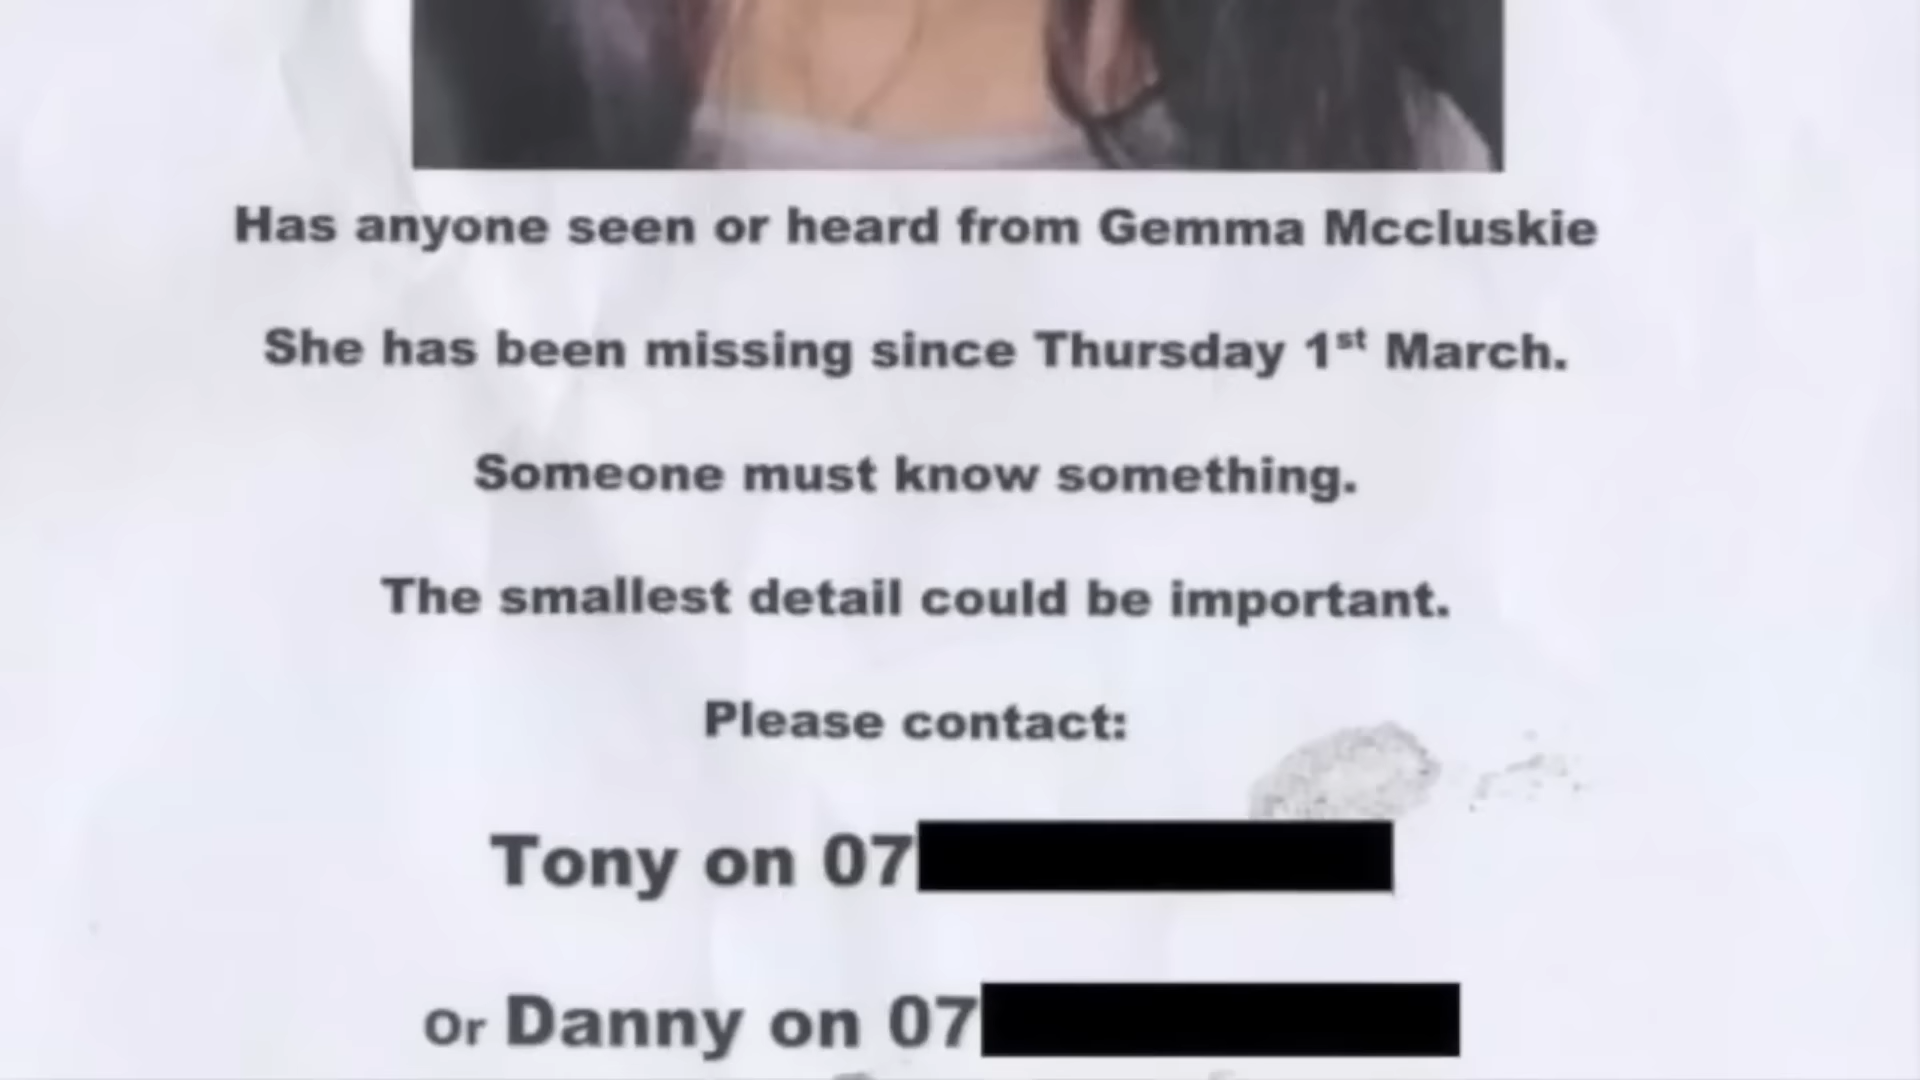 Has anyone seen or heard from Gemma Mccluskie
She has been missing since Thursday 1st March.
Someone must know something.
The smallest detail could be important.
Please contact:
Tony on 07
or Danny on 07